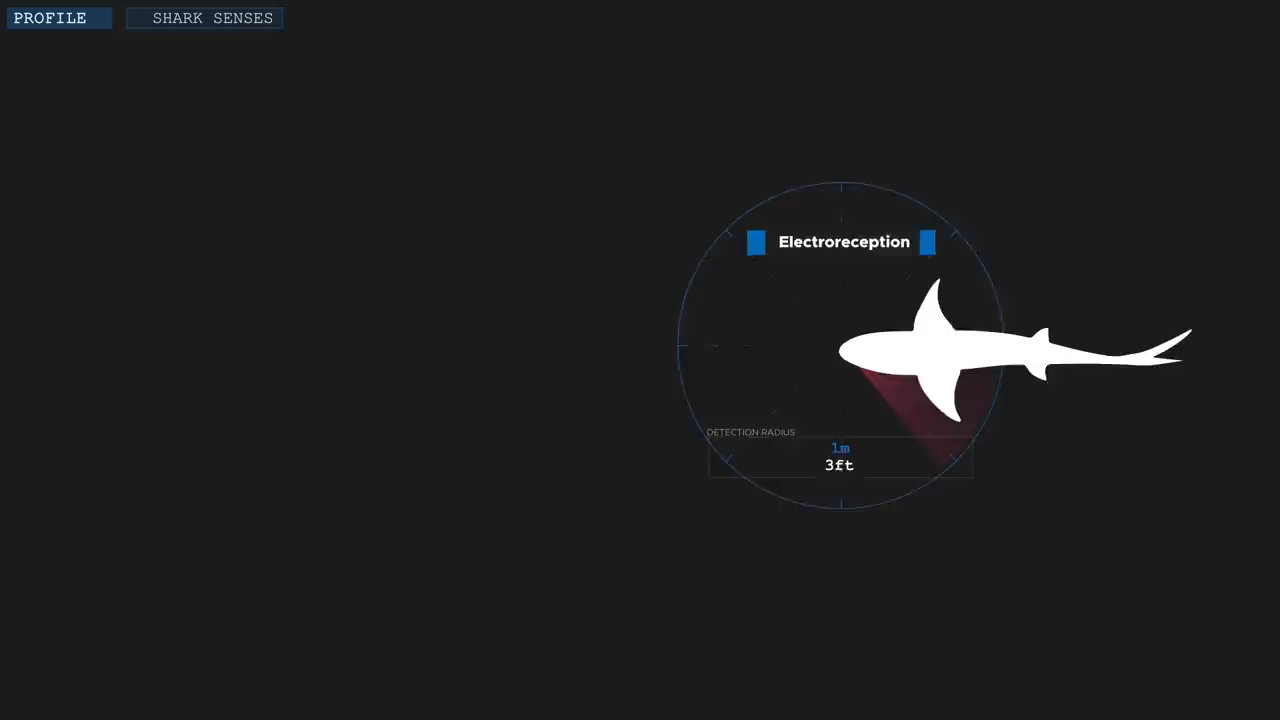 PROFILE
SHARK SENSES
Electroreception
DETECTION RADIUS
1m
3ft